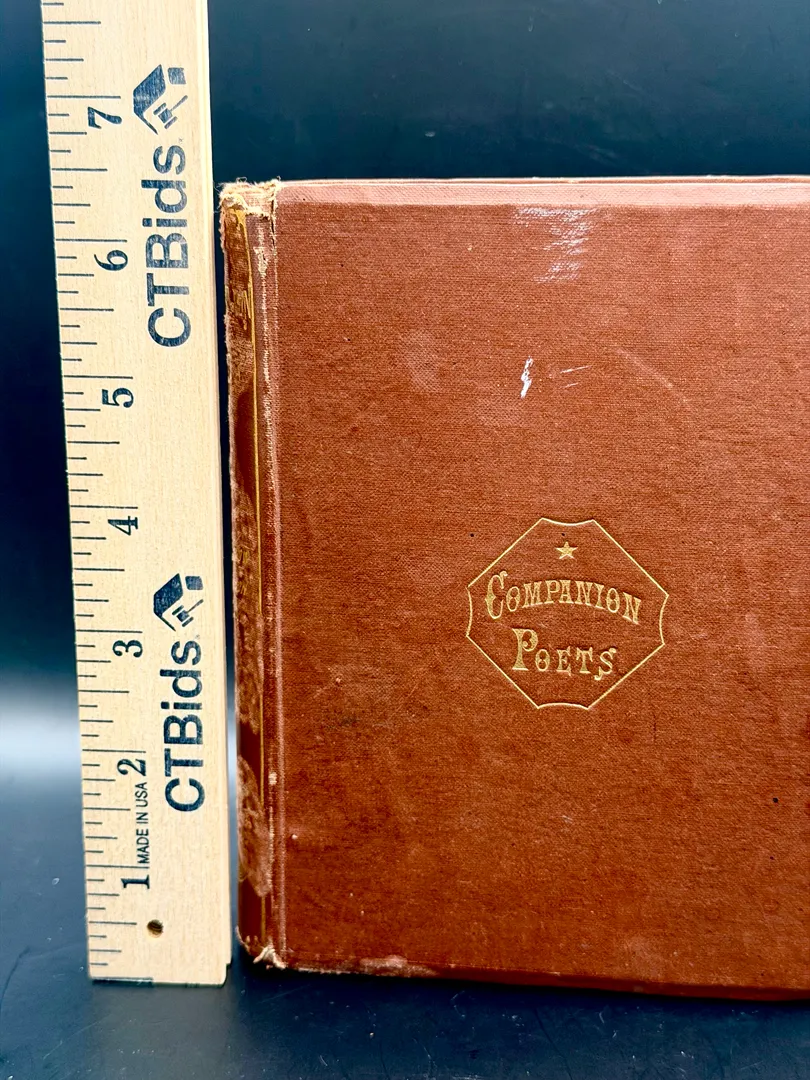 7
CTBids
6
5
4
3
CTBids
2
MADE IN USA
1
COMPANION
POETS